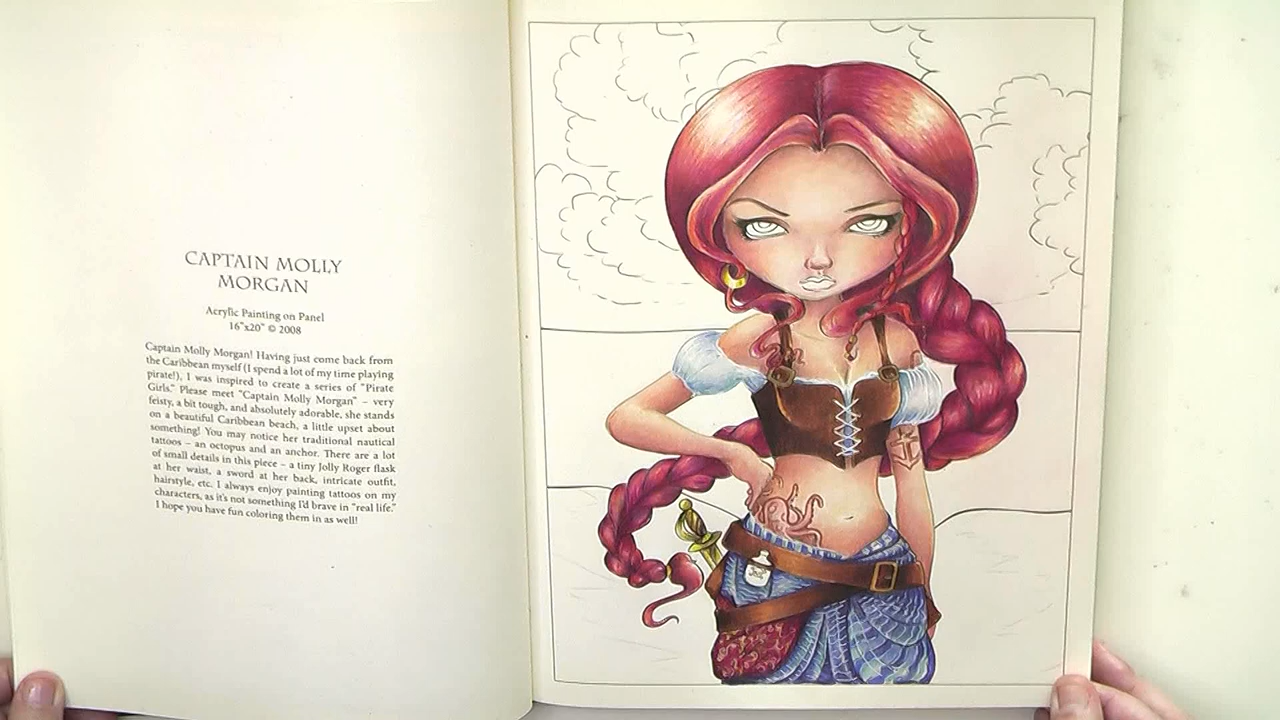 CAPTAIN MOLLY
MORGAN
Acrylic Painting on Panel
16"x20" © 2008
Captain Molly Morgan! Having just come back from
the Caribbean myself (I spend a lot of my time playing
pirate!), I was inspired to create a series of "Pirate
Girls." Please meet "Captain Molly Morgan" – very
feisty, a bit tough, and absolutely adorable, she stands
on a beautiful Caribbean beach, a little upset about
something! You may notice her traditional nautical
tattoos – an octopus and an anchor. There are a lot
of small details in this piece – a tiny Jolly Roger flask
at her waist, a sword at her back, intricate outfit,
hairstyle, etc. I always enjoy painting tattoos on my
characters, as it's not something I'd brave in "real life."
I hope you have fun coloring them in as well!